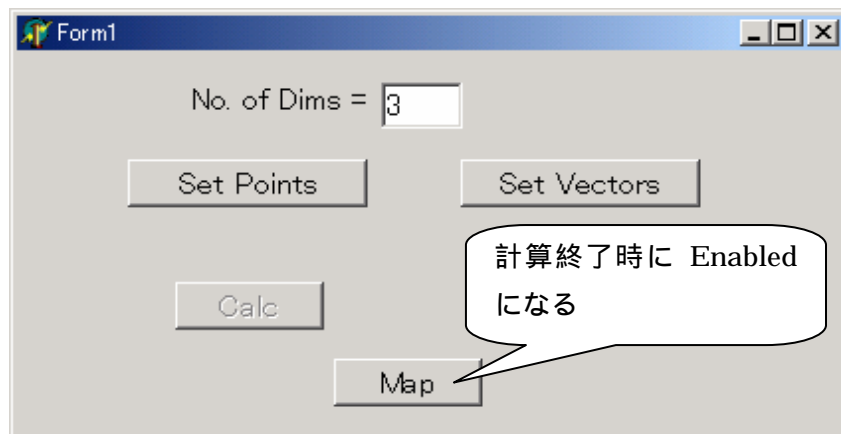 Form1
No. of Dims = 3
Set Points Set Vectors
計算終了時に Enabled
になる
Calc
Map